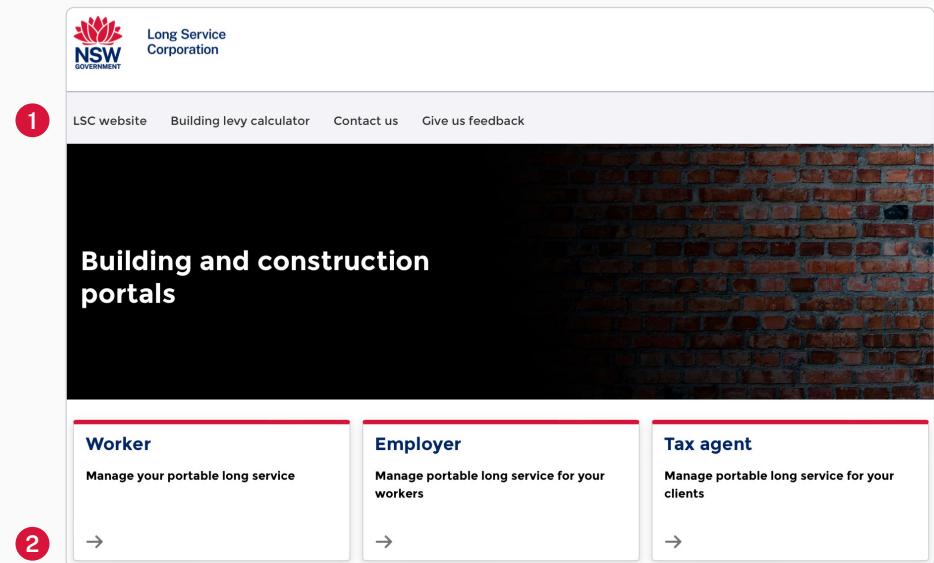 NSW
GOVERNMENT
Long Service
Corporation
1
LSC website Building levy calculator Contact us Give us feedback
Building and construction
portals
Worker
Manage your portable long service
Employer
Manage portable long service for your
workers
Tax agent
Manage portable long service for your
clients
2